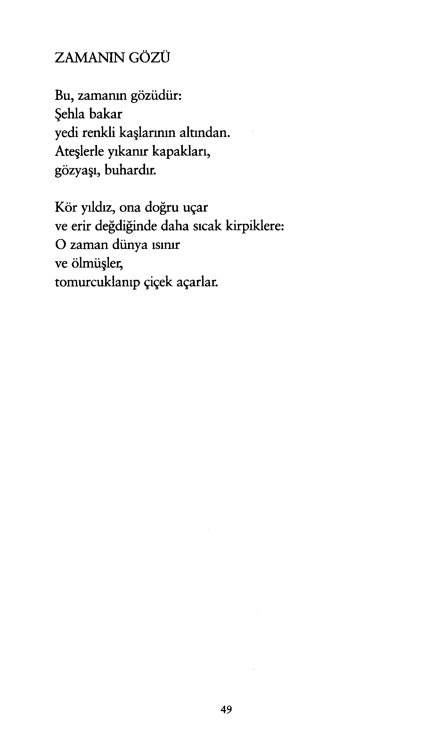 ZAMANIN GÖZÜ
Bu, zamanın gözüdür:
Şehla bakar
yedi renkli kaşlarının altından.
Ateşlerle yıkanır kapakları,
gözyaşı, buhardır.
Kör yıldız, ona doğru uçar
ve erir değdiğinde daha sıcak kirpiklere:
O zaman dünya ısınır
ve ölmüşler,
tomurcuklanıp çiçek açarlar.
49